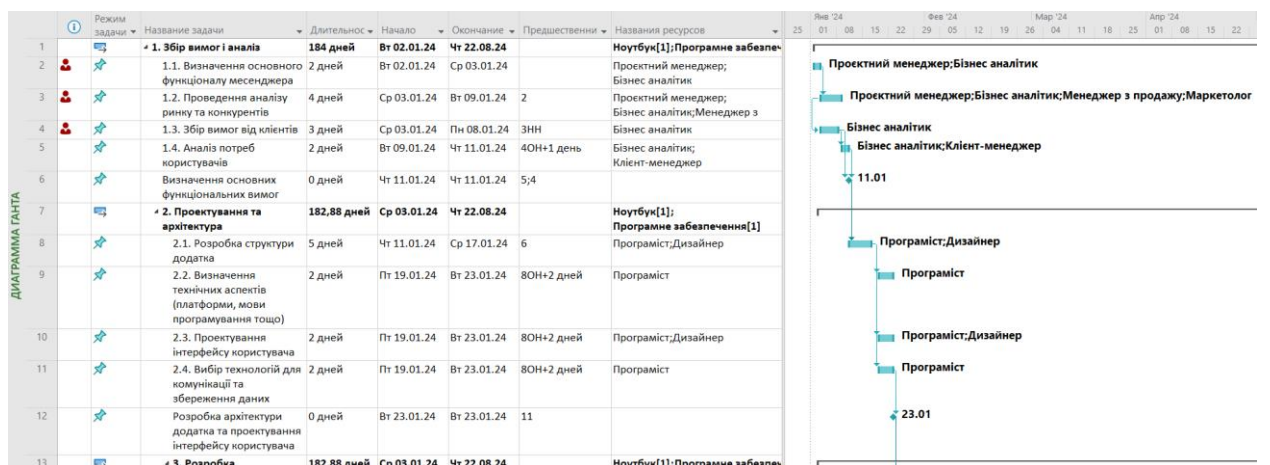 Режим задачи Название задачи Длительнос Начало Окончание Предшественни Названия ресурсов
Янв '24 Фев '24 Мар '24 Апр '24
25 01 08 15 22 29 05 12 19 26 04 11 18 25 01 08 15 22
ДИАГРАММА ГАНТА
1 1. Збір вимог і аналіз 184 дней Вт 02.01.24 Чт 22.08.24 Ноутбук[1];Програмне забезпеч
2 1.1. Визначення основного 2 дней Вт 02.01.24 Ср 03.01.24 Проєктний менеджер; Проєктний менеджер;Бізнес аналітик
функціоналу месенджера Бізнес аналітик
3 1.2. Проведення аналізу 4 дней Ср 03.01.24 Вт 09.01.24 2 Проєктний менеджер; Проєктний менеджер;Бізнес аналітик;Менеджер з продажу;Маркетолог
ринку та конкурентів Бізнес аналітик;Менеджер з
4 1.3. Збір вимог від клієнтів 3 дней Ср 03.01.24 Пн 08.01.24 3НН Бізнес аналітик Бізнес аналітик
5 1.4. Аналіз потреб 2 дней Вт 09.01.24 Чт 11.01.24 4ОН+1 день Бізнес аналітик; Бізнес аналітик;Клієнт-менеджер
користувачів Клієнт-менеджер
6 Визначення основних 0 дней Чт 11.01.24 Чт 11.01.24 5;4 11.01
функціональних вимог
7 2. Проектування та 182,88 дней Ср 03.01.24 Чт 22.08.24 Ноутбук[1];
архітектура Програмне забезпечення[1]
8 2.1. Розробка структури 5 дней Чт 11.01.24 Ср 17.01.24 6 Програміст;Дизайнер Програміст;Дизайнер
додатка
9 2.2. Визначення 2 дней Пт 19.01.24 Вт 23.01.24 8ОН+2 дней Програміст Програміст
технічних аспектів
(платформи, мови
програмування тощо)
10 2.3. Проектування 2 дней Пт 19.01.24 Вт 23.01.24 8ОН+2 дней Програміст;Дизайнер Програміст;Дизайнер
інтерфейсу користувача
11 2.4. Вибір технологій для 2 дней Пт 19.01.24 Вт 23.01.24 8ОН+2 дней Програміст Програміст
комунікації та
збереження даних
12 Розробка архітектури 0 дней Вт 23.01.24 Вт 23.01.24 11 23.01
додатка та проектування
інтерфейсу користувача
13 3. Розробка 182,88 дней Ср 03.01.24 Чт 22.08.24 Ноутбук[1];Програмне забезпеч